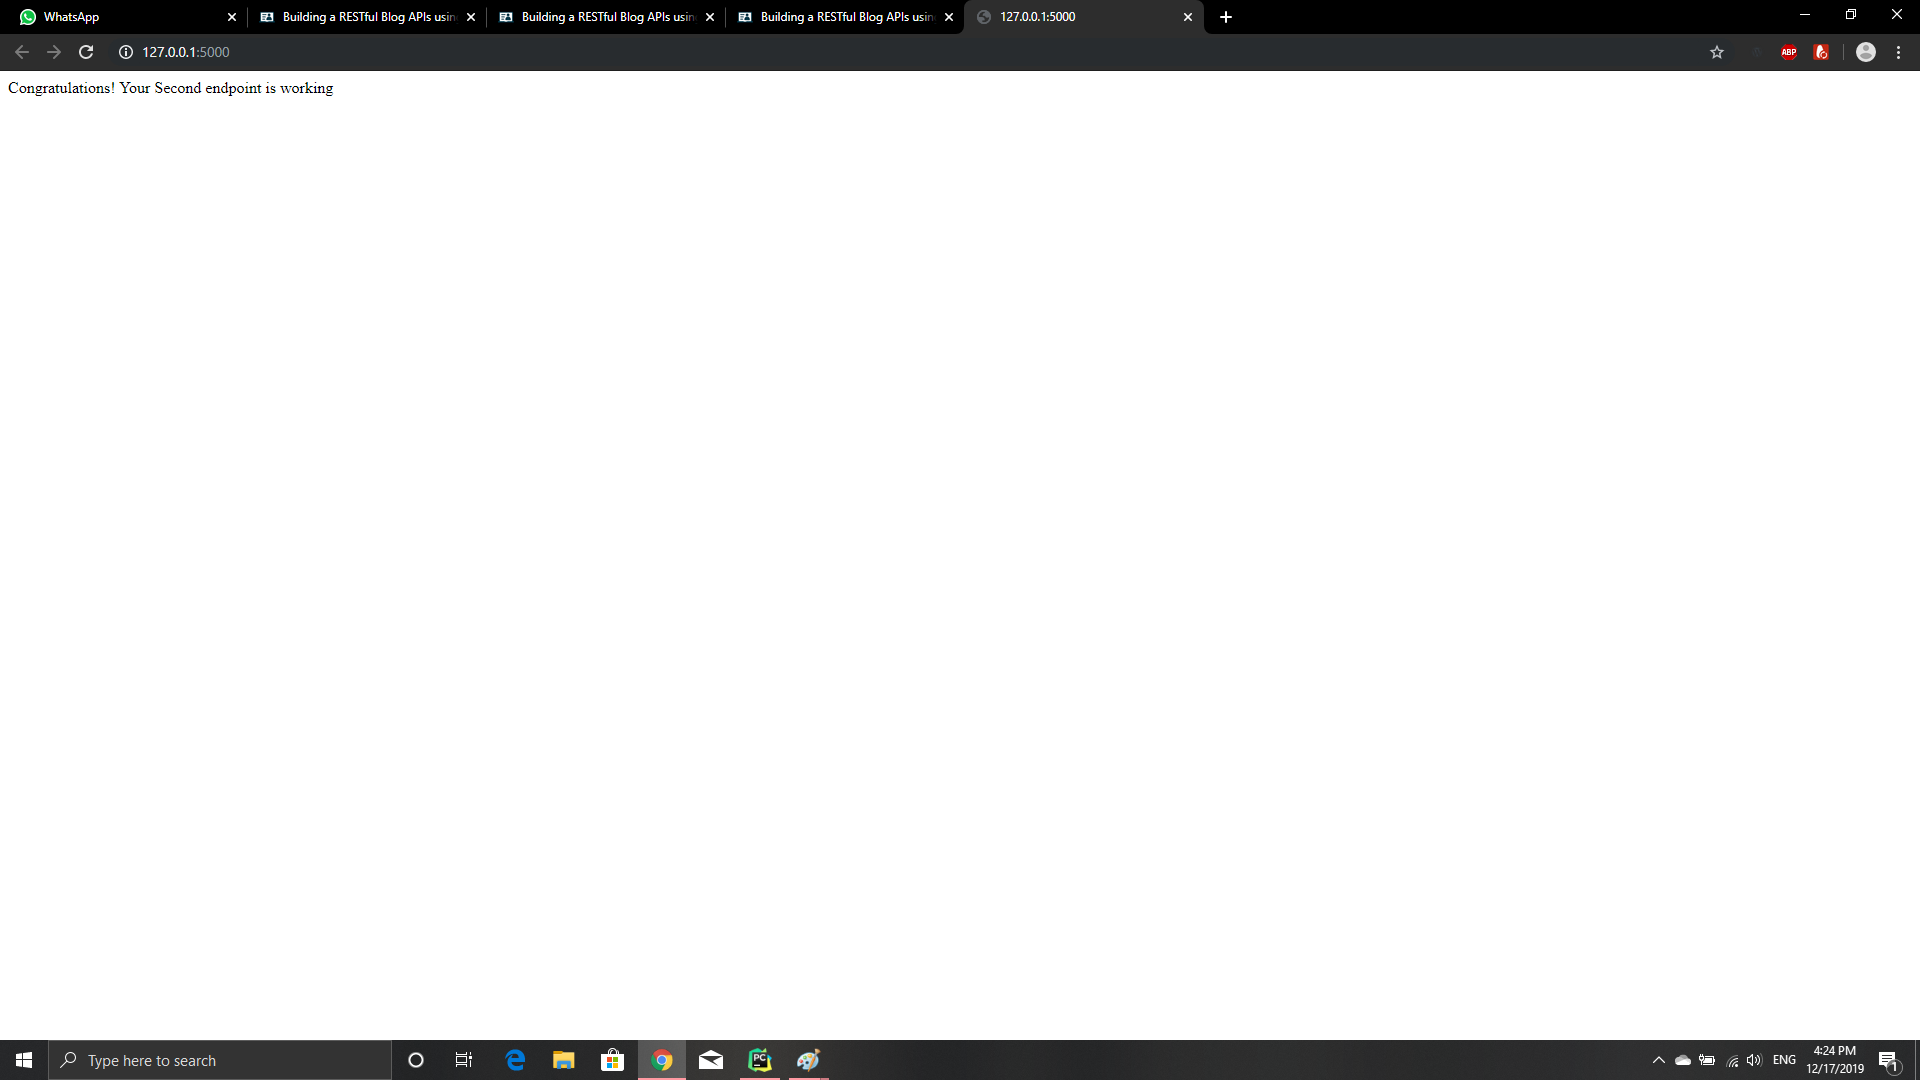 WhatsApp
Building a RESTful Blog APIs usin
Building a RESTful Blog APIs usin
Building a RESTful Blog APIs usin
127.0.0.1:5000
127.0.0.1:5000
ABP
Congratulations! Your Second endpoint is working
Type here to search
PC
ENG
4:24 PM
12/17/2019
1